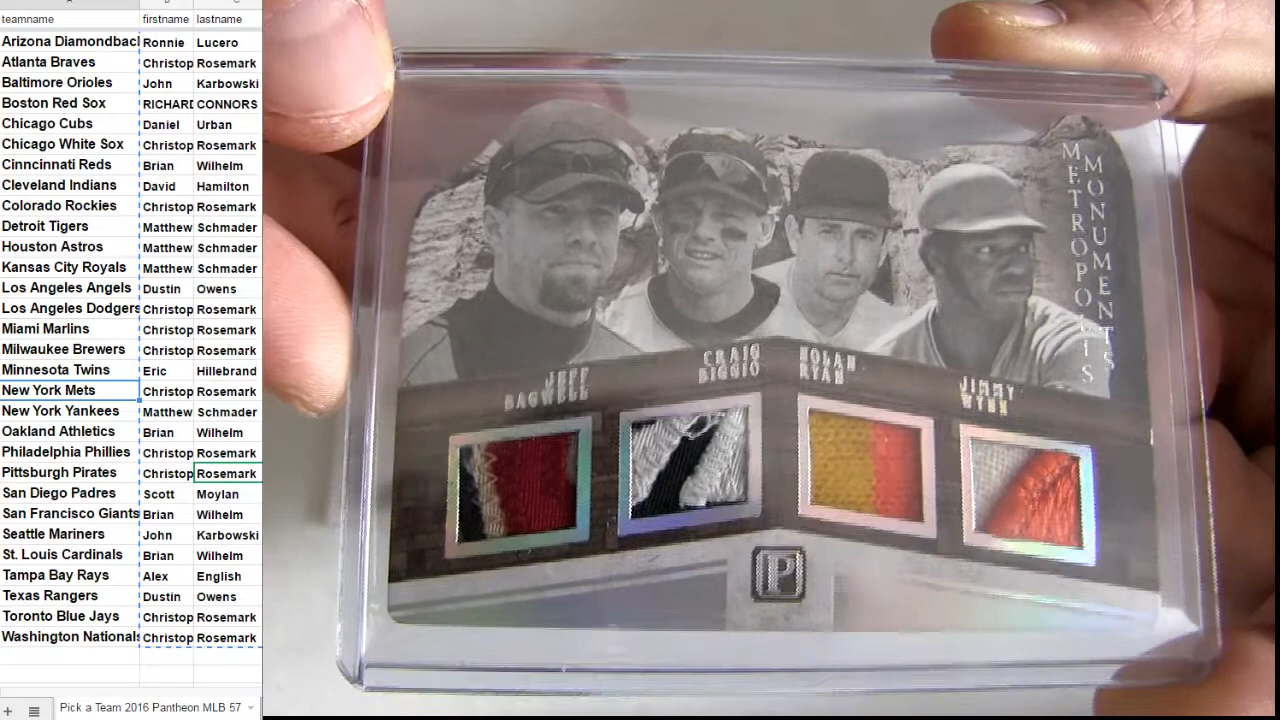 teamname firstname lastname
Arizona Diamondbac Ronnie Lucero
Atlanta Braves Christop Rosemark
Baltimore Orioles John Karbowski
Boston Red Sox RICHARD CONNORS
Chicago Cubs Daniel Urban
Chicago White Sox Christop Rosemark
Cinncinnati Reds Brian Wilhelm
Cleveland Indians David Hamilton
Colorado Rockies Christop Rosemark
Detroit Tigers Matthew Schmader
Houston Astros Matthew Schmader
Kansas City Royals Matthew Schmader
Los Angeles Angels Dustin Owens
Los Angeles Dodgers Christop Rosemark
Miami Marlins Christop Rosemark
Milwaukee Brewers Christop Rosemark
Minnesota Twins Eric Hillebrand
New York Mets Christop Rosemark
New York Yankees Matthew Schmader
Oakland Athletics Brian Wilhelm
Philadelphia Phillies Christop Rosemark
Pittsburgh Pirates Christop Rosemark
San Diego Padres Scott Moylan
San Francisco Giants Brian Wilhelm
Seattle Mariners John Karbowski
St. Louis Cardinals Brian Wilhelm
Tampa Bay Rays Alex English
Texas Rangers Dustin Owens
Toronto Blue Jays Christop Rosemark
Washington Nationals Christop Rosemark
Pick a Team 2016 Pantheon MLB 57
METROPOLIS
MONUMENTS
JEFF
BAGWELL
CRAIG
BIGGIO
NOLAN
RYAN
JIMMY
WYNN
P